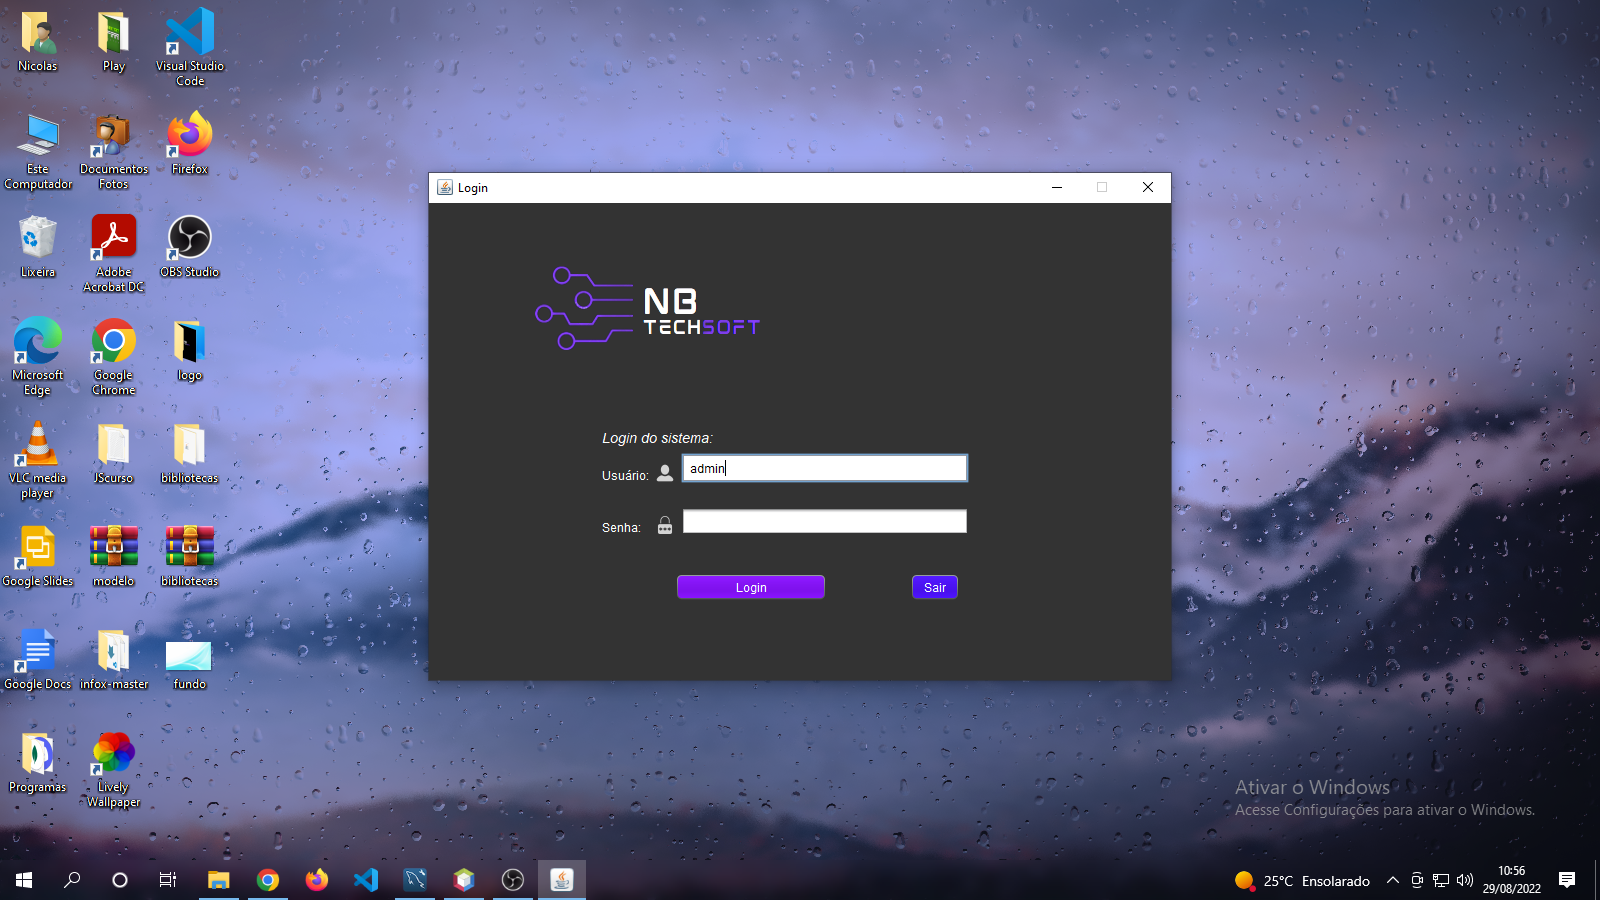 Nicolas
Play
Visual Studio
Code
Este
Computador
Documentos
Fotos
Firefox
Lixeira
Adobe
Acrobat DC
OBS Studio
Microsoft
Edge
Google
Chrome
logo
VLC media
player
JScurso
bibliotecas
Google Slides
modelo
bibliotecas
Google Docs
infox-master
fundo
Programas
Lively
Wallpaper
Login
NB
TECHSOFT
Login do sistema:
Usuário:
admin
Senha:
Login
Sair
Ativar o Windows
Acesse Configurações para ativar o Windows.
25°C Ensolarado
10:56
29/08/2022